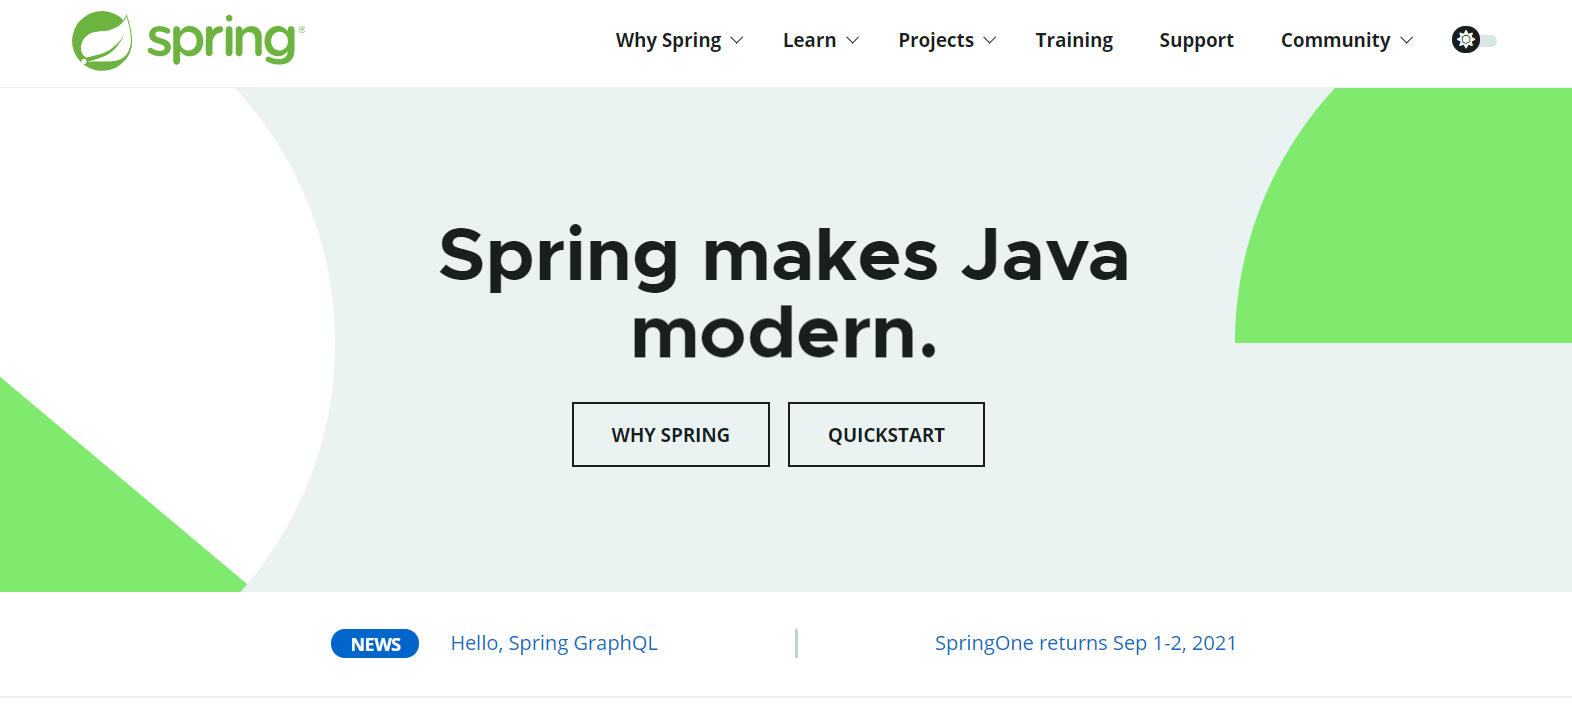 spring®
Why Spring Learn Projects Training Support Community
Spring makes Java
modern.
WHY SPRING QUICKSTART
NEWS Hello, Spring GraphQL SpringOne returns Sep 1-2, 2021